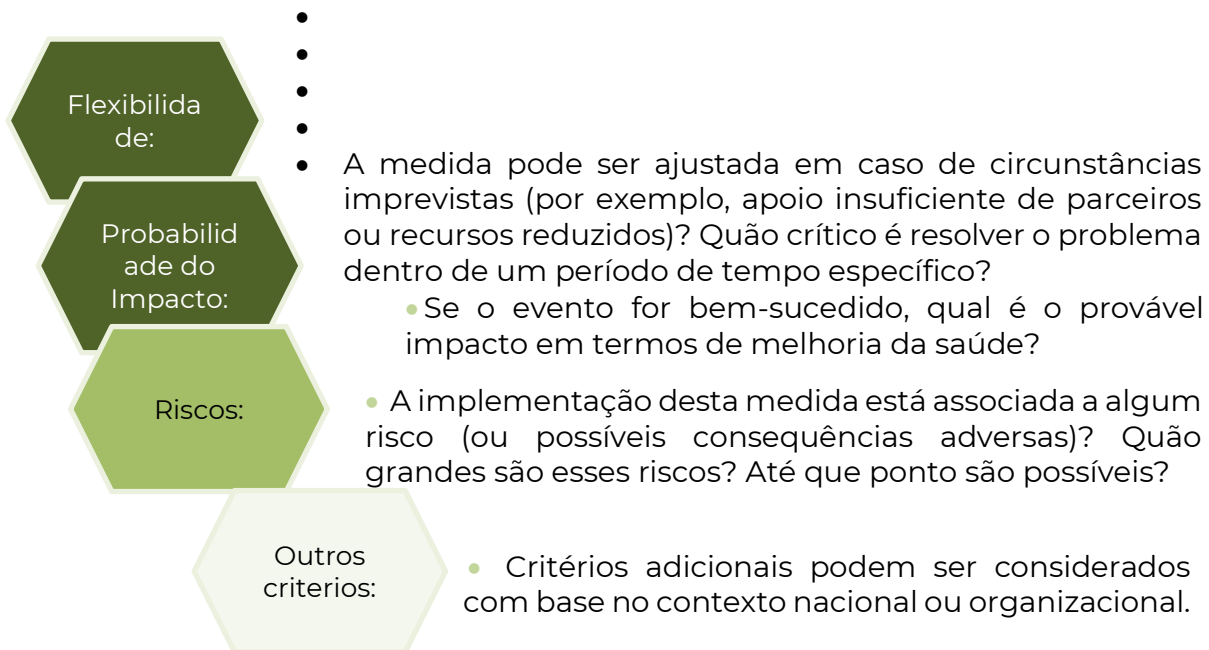 Flexibilida
de:
A medida pode ser ajustada em caso de circunstâncias
imprevistas (por exemplo, apoio insuficiente de parceiros
ou recursos reduzidos)? Quão crítico é resolver o problema
dentro de um período de tempo específico?
Probabilid
ade do
Impacto:
Se o evento for bem-sucedido, qual é o provável
impacto em termos de melhoria da saúde?
Riscos:
A implementação desta medida está associada a algum
risco (ou possíveis consequências adversas)? Quão
grandes são esses riscos? Até que ponto são possíveis?
Outros
criterios:
Critérios adicionais podem ser considerados
com base no contexto nacional ou organizacional.